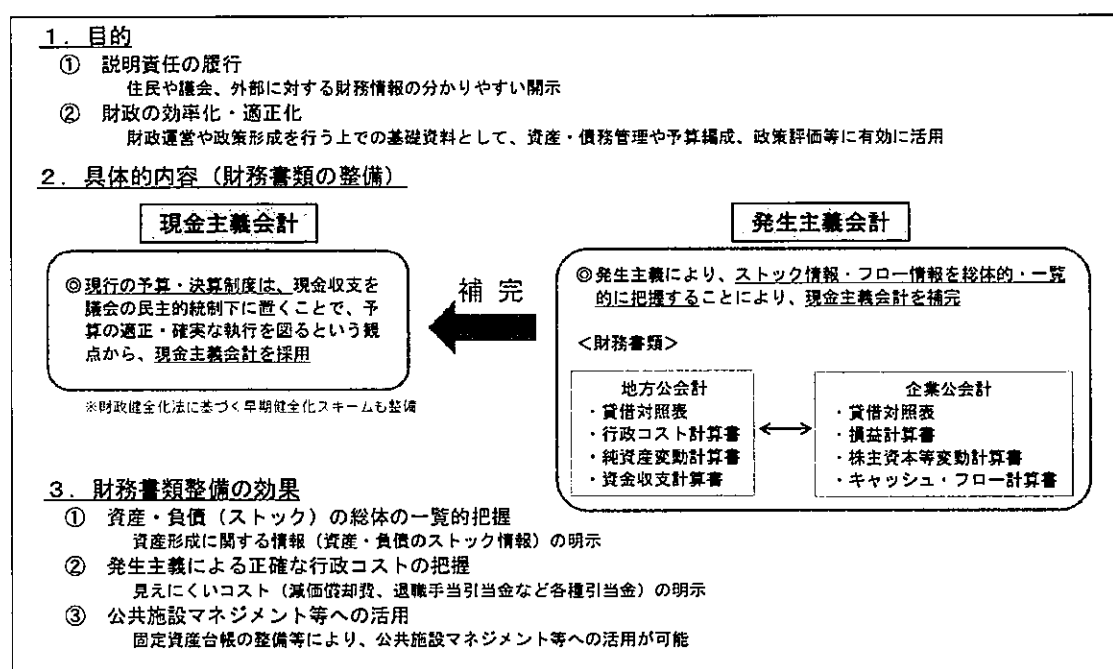 1．目的
① 説明責任の履行
住民や議会、外部に対する財務情報の分かりやすい開示
② 財政の効率化・適正化
財政運営や政策形成を行う上での基礎資料として、資産・債務管理や予算編成、政策評価等に有効に活用
2．具体的内容（財務書類の整備）
現金主義会計
◎現行の予算・決算制度は、現金収支を
議会の民主的統制下に置くことで、予
算の適正・確実な執行を図るという観
点から、現金主義会計を採用
※財政健全化法に基づく早期健全化スキームも整備
補 完
発生主義会計
◎発生主義により、ストック情報・フロー情報を総体的・一覧
的に把握することにより、現金主義会計を補完
＜財務書類＞
地方公会計
・貸借対照表
・行政コスト計算書
・純資産変動計算書
・資金収支計算書
企業公会計
・貸借対照表
・損益計算書
・株主資本等変動計算書
・キャッシュ・フロー計算書
3．財務書類整備の効果
① 資産・負債（ストック）の総体の一覧的把握
資産形成に関する情報（資産・負債のストック情報）の明示
② 発生主義による正確な行政コストの把握
見えにくいコスト（減価償却費、退職手当引当金など各種引当金）の明示
③ 公共施設マネジメント等への活用
固定資産台帳の整備等により、公共施設マネジメント等への活用が可能